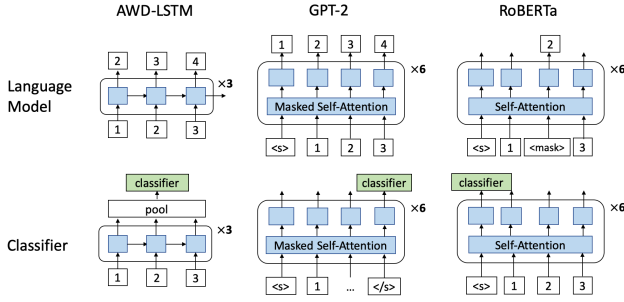 AWD-LSTM GPT-2 RoBERTa
2 3 4 1 2 3 4 2
×3 ×6 ×6
Language
Model
Masked Self-Attention Self-Attention
1 2 3 <s> 1 2 3 <s> 1 <mask> 3
classifier classifier classifier
pool
×3 ×6 ×6
Classifier
Masked Self-Attention Self-Attention
1 2 3 <s> 1 ... </s> <s> 1 2 3